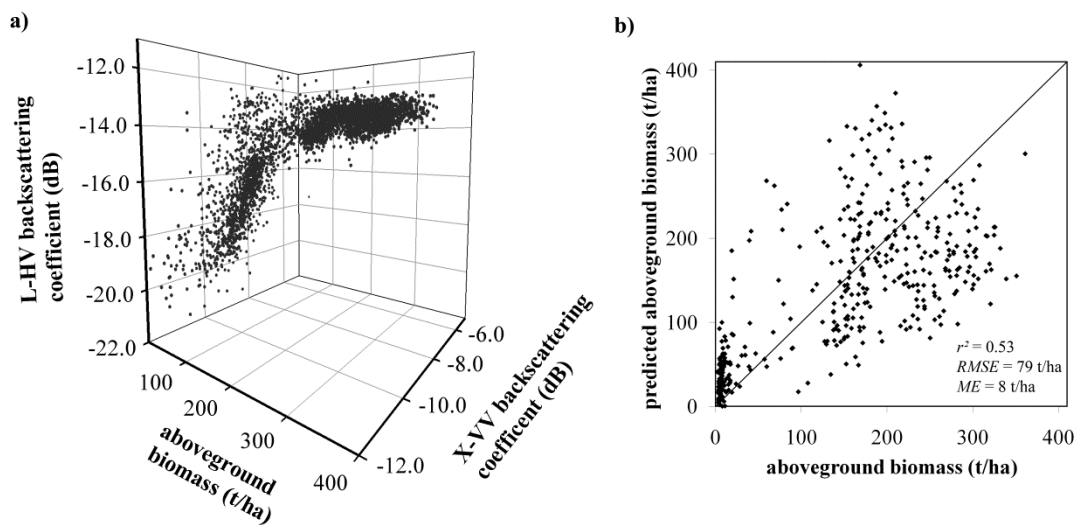 a)
-12.0
-14.0
-16.0
-18.0
-20.0
-22.0
L-HV backscattering
coefficient (dB)
100
200
300
400
aboveground
biomass (t/ha)
-6.0
-8.0
-10.0
-12.0
X-VV backscattering
coefficent (dB)
b)
predicted aboveground biomass (t/ha)
400
300
200
100
0
r² = 0.53
RMSE = 79 t/ha
ME = 8 t/ha
0
100
200
300
400
aboveground biomass (t/ha)